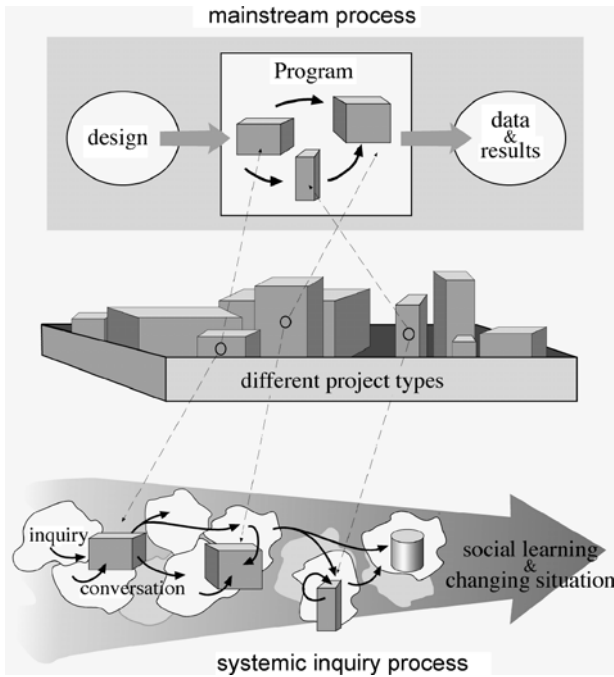 mainstream process
Program
design
data
&
results
different project types
inquiry
conversation
social learning
&
changing situation
systemic inquiry process